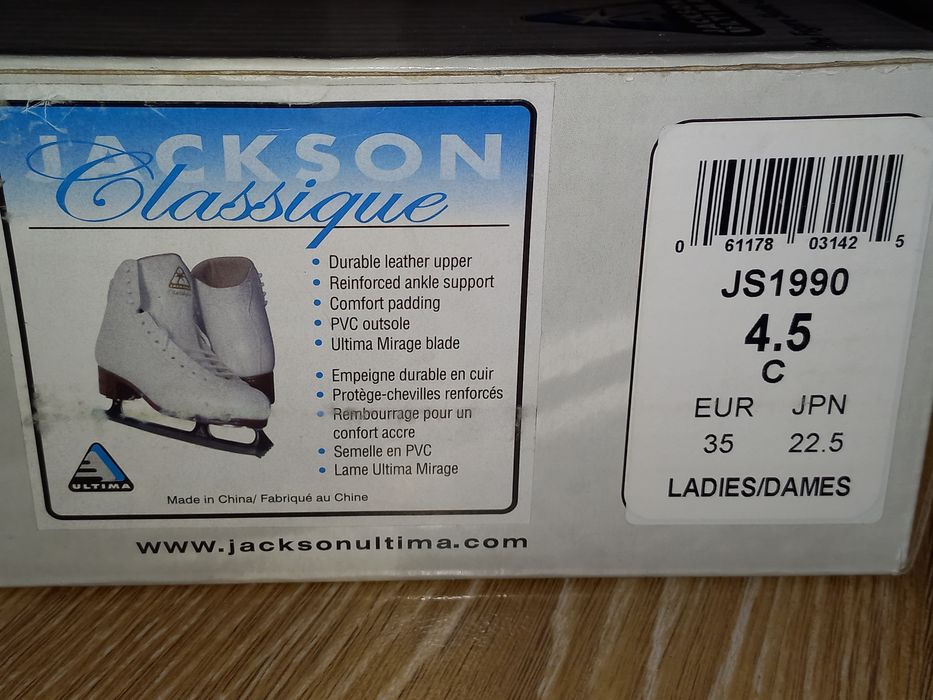 JACKSON
Classique
Durable leather upper
Reinforced ankle support
Comfort padding
PVC outsole
Ultima Mirage blade
Empeigne durable en cuir
Protège-chevilles renforcés
Rembourrage pour un
confort accre
Semelle en PVC
Lame Ultima Mirage
ULTIMA
Made in China/ Fabriqué au Chine
www.jacksonultima.com
0 61178 03142 5
JS1990
4.5
C
EUR JPN
35 22.5
LADIES/DAMES